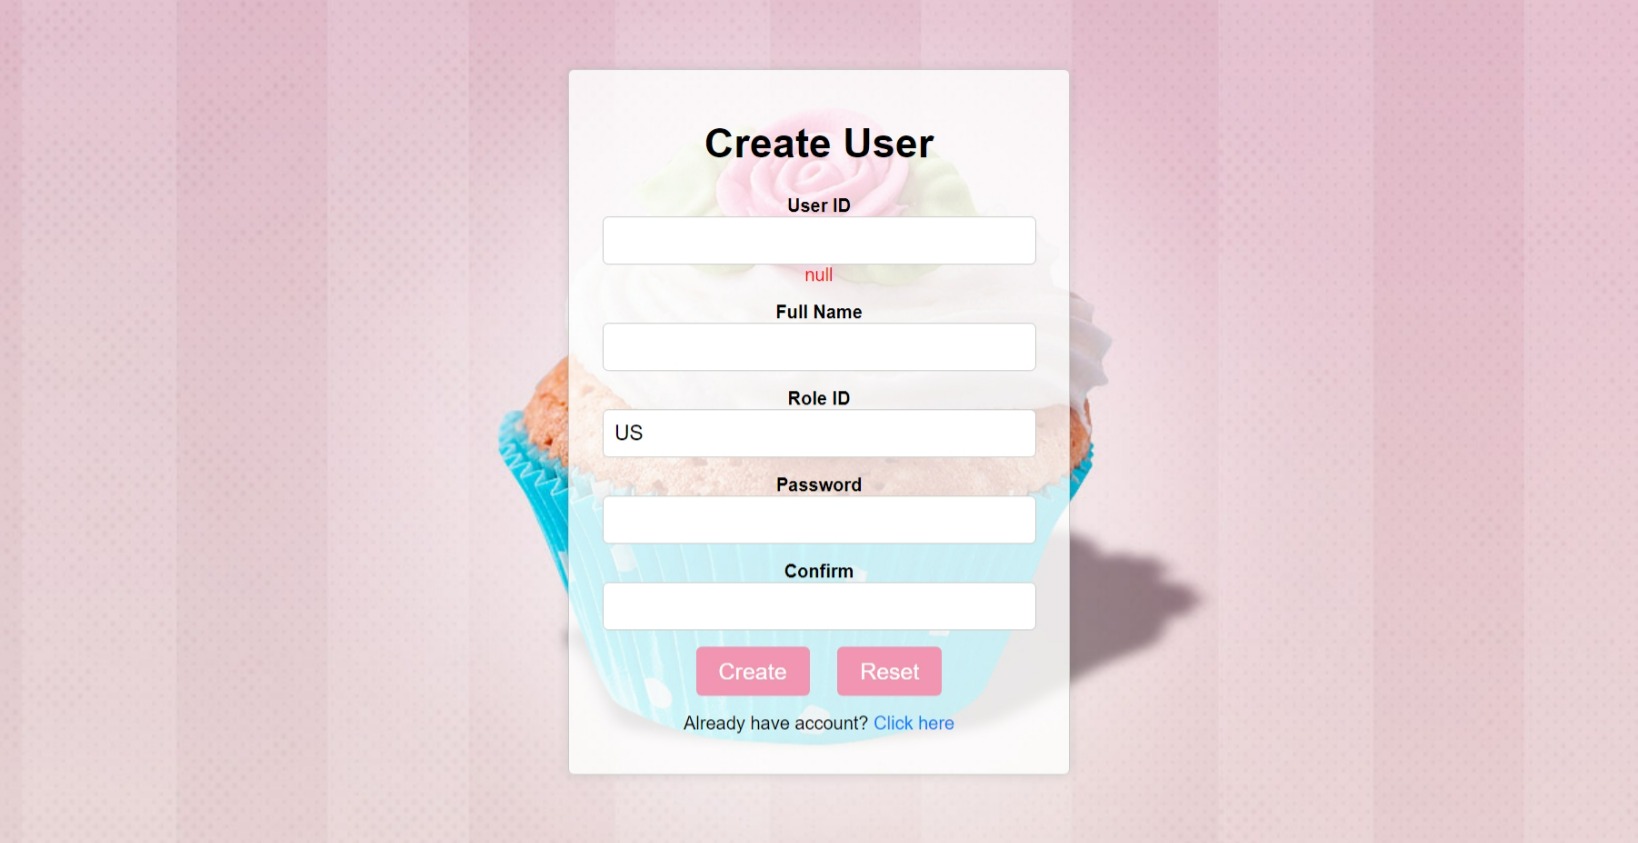 Create User
User ID
null
Full Name
Role ID
US
Password
Confirm
Create Reset
Already have account? Click here